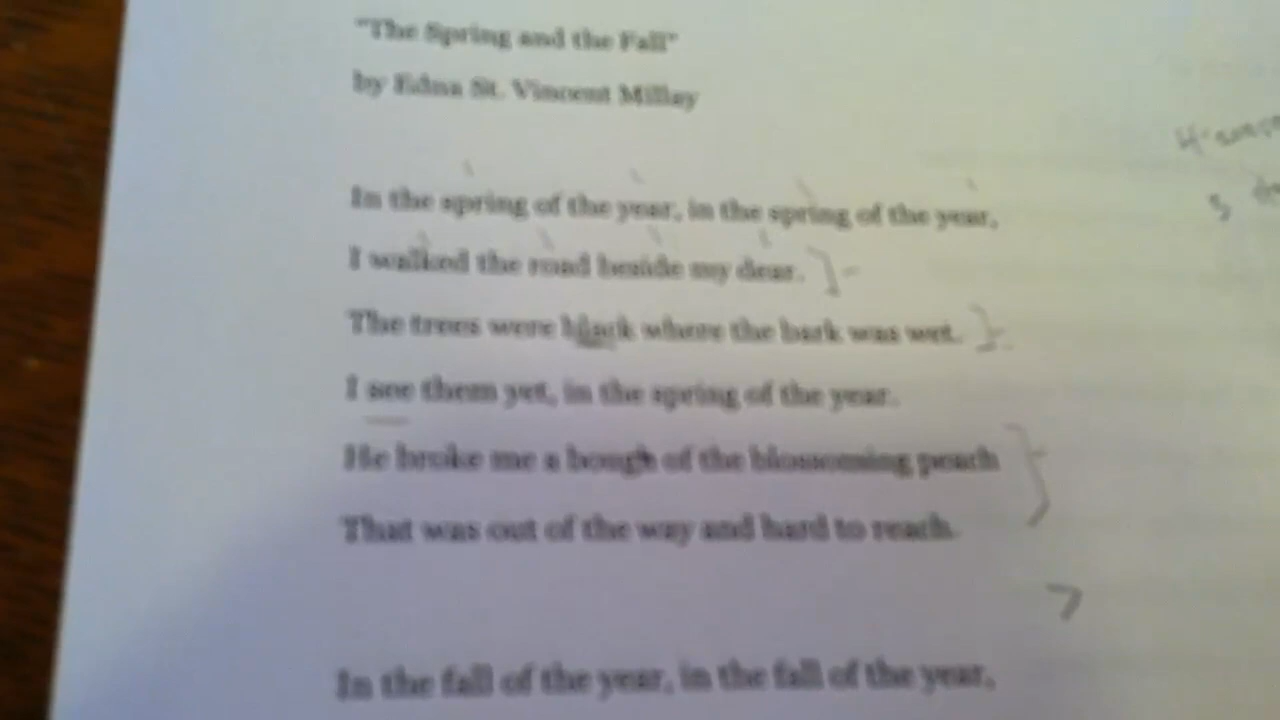 "The Spring and the Fall"
by Edna St. Vincent Millay
In the spring of the year, in the spring of the year,
I walked the road beside my dear.
The trees were black where the bark was wet.
I see them yet, in the spring of the year.
He broke me a bough of the blossoming peach
That was out of the way and hard to reach.
In the fall of the year, in the fall of the year,